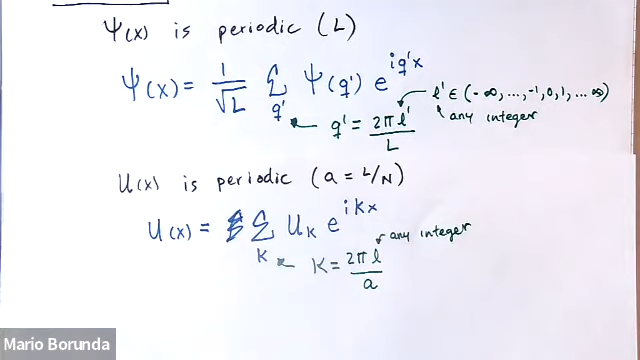 Ψ(x) is periodic (L)
Ψ(x) = 1/√L Σ_q' Ψ(q') e^{iq'x}
q' = 2πl'/L
l' ∈ (-∞, ..., -1, 0, 1, ... ∞)
any integer
U(x) is periodic (a = L/N)
U(x) = Σ_K U_K e^{iKx}
K = 2πl/a
any integer
Mario Borunda